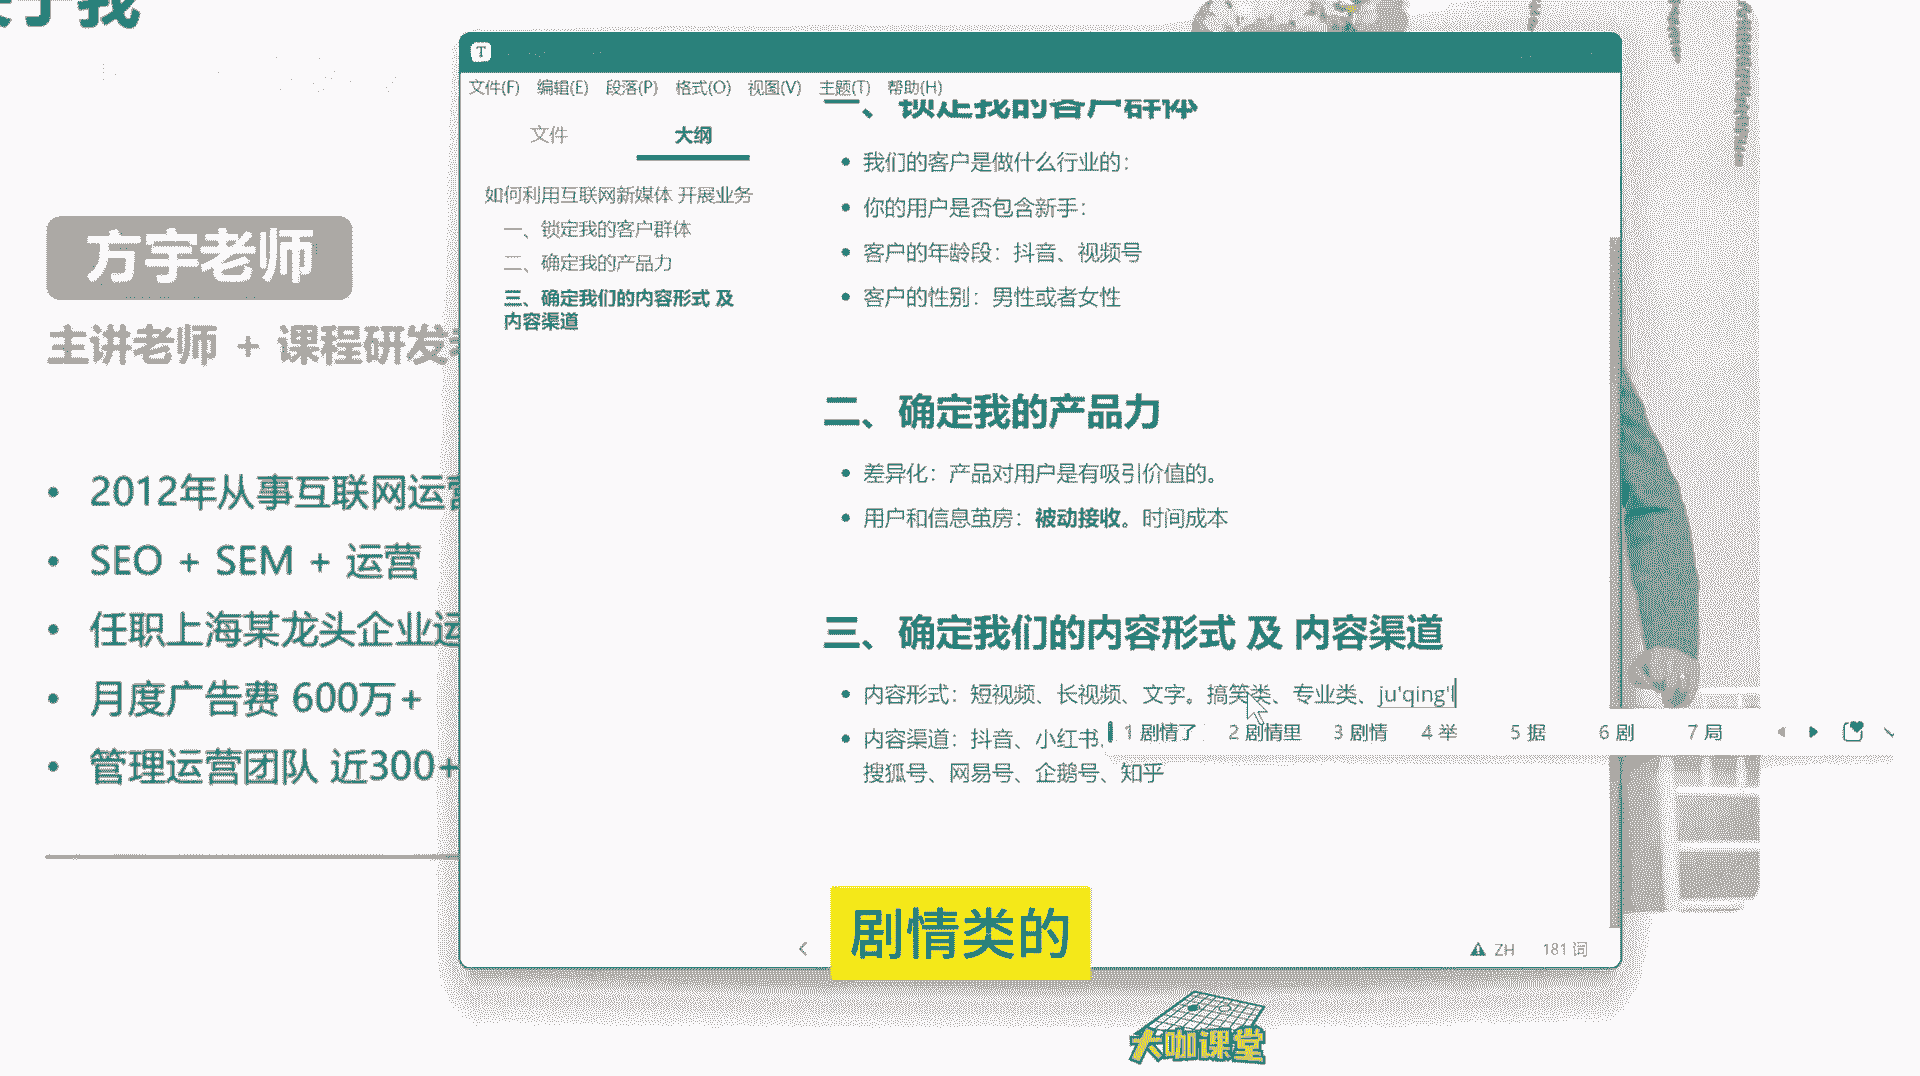 方宇老师
主讲老师 + 课程研发
2012年从事互联网运营
SEO + SEM + 运营
任职上海某龙头企业运
月度广告费 600万+
管理运营团队 近300+
文件(F) 编辑(E) 段落(P) 格式(O) 视图(V) 主题(T) 帮助(H)
文件 大纲
如何利用互联网新媒体 开展业务
一、锁定我的客户群体
二、确定我的产品力
三、确定我们的内容形式 及
内容渠道
一、锁定我的客户群体
我们的客户是做什么行业的：
你的用户是否包含新手：
客户的年龄段：抖音、视频号
客户的性别：男性或者女性
二、确定我的产品力
差异化：产品对用户是有吸引价值的。
用户和信息茧房：被动接收。时间成本
三、确定我们的内容形式 及 内容渠道
内容形式：短视频、长视频、文字。搞笑类、专业类、ju'qing'l
1 剧情了 2 剧情里 3 剧情 4 举 5 据 6 剧 7 局
内容渠道：抖音、小红书、
搜狐号、网易号、企鹅号、知乎
剧情类的
ZH 181 词
大咖课堂